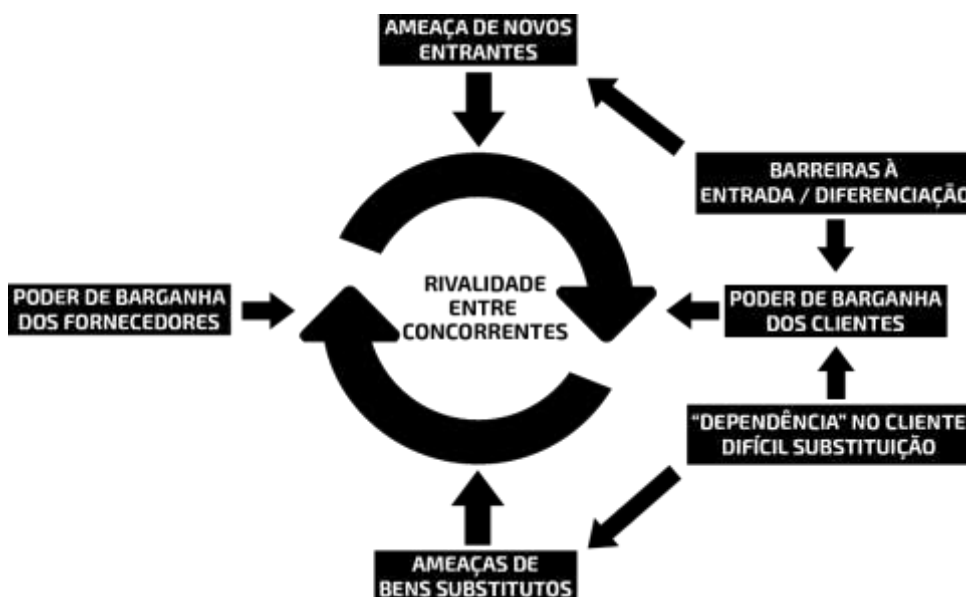 AMEAÇA DE NOVOS
ENTRANTES
BARREIRAS À
ENTRADA / DIFERENCIAÇÃO
PODER DE BARGANHA
DOS FORNECEDORES
RIVALIDADE
ENTRE
CONCORRENTES
PODER DE BARGANHA
DOS CLIENTES
"DEPENDÊNCIA" NO CLIENTE
DIFÍCIL SUBSTITUIÇÃO
AMEAÇAS DE
BENS SUBSTITUTOS